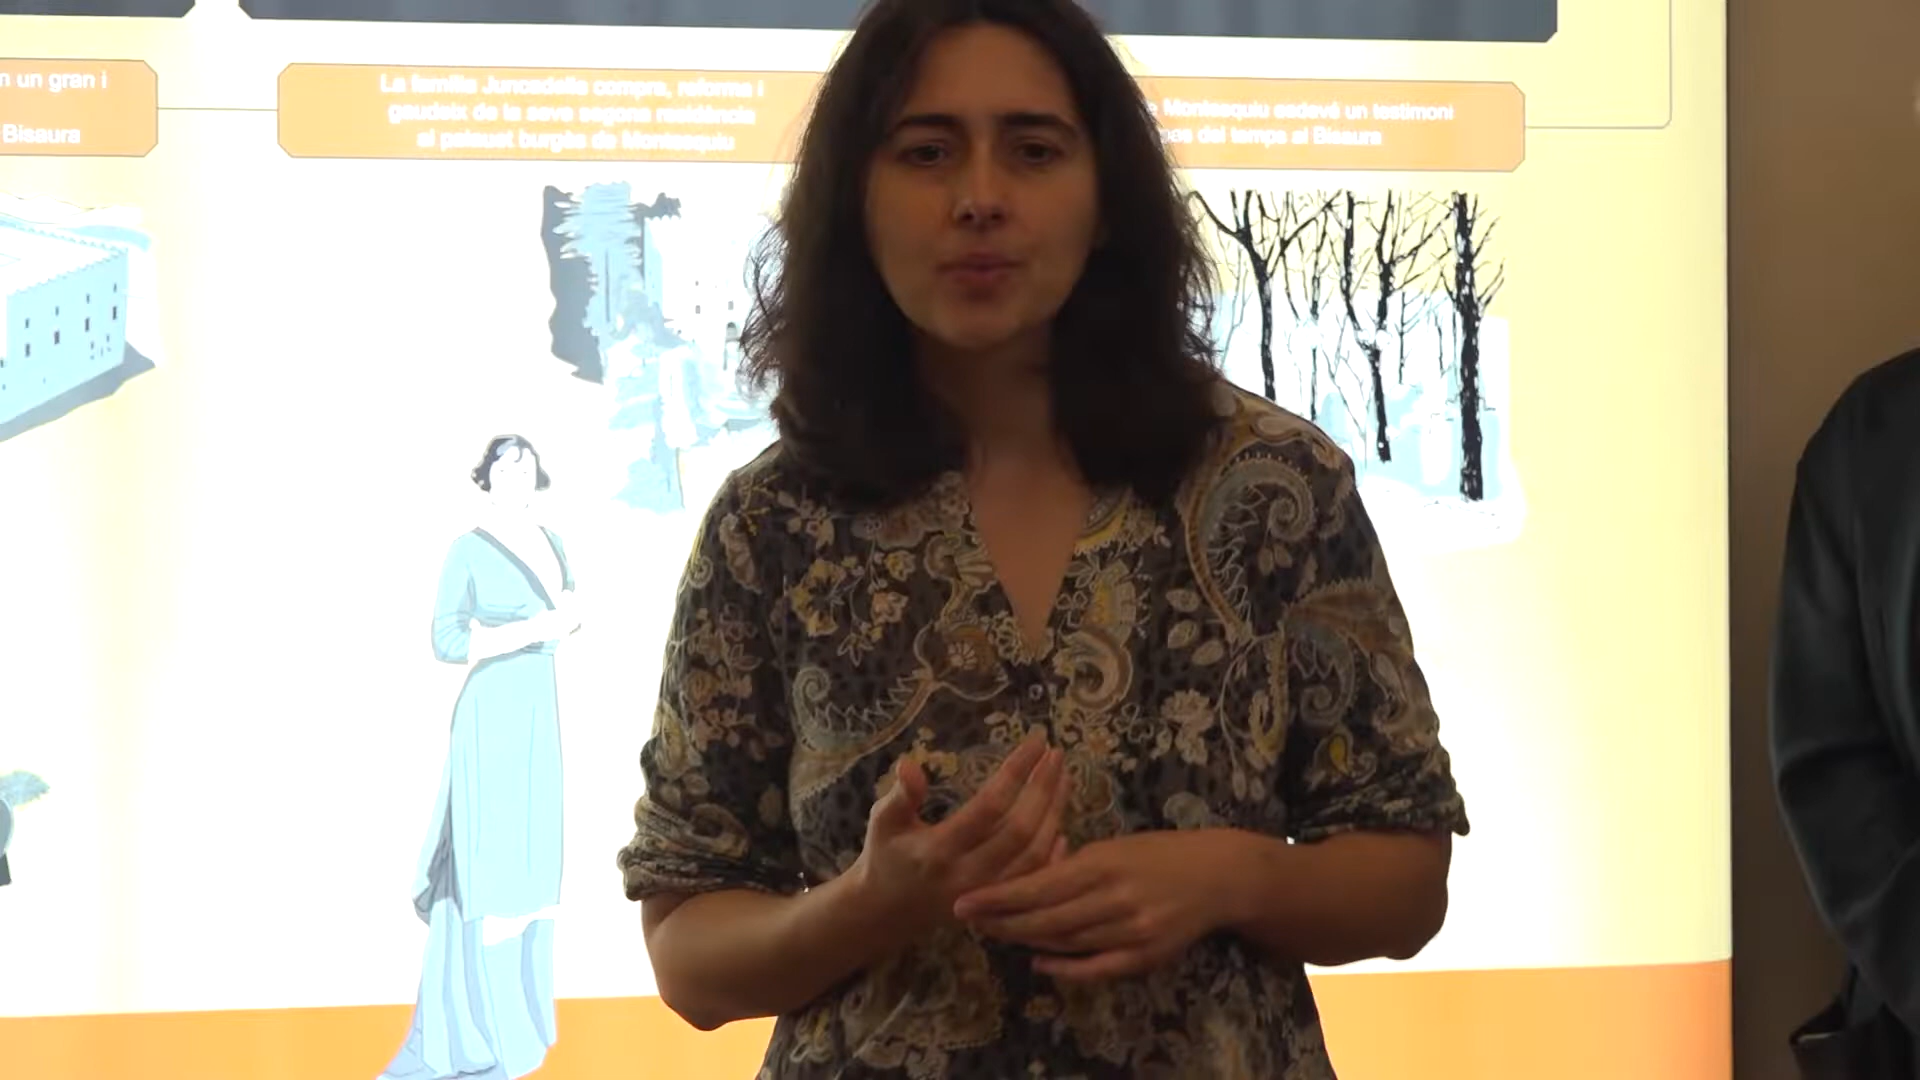 n un gran i
Bisaura
La família Juncadella compra, reforma i
gaudeix de la seva segona residència
al palauet burgès de Montesquiu
e Montesquiu esdevé un testimoni
pas del temps al Bisaura